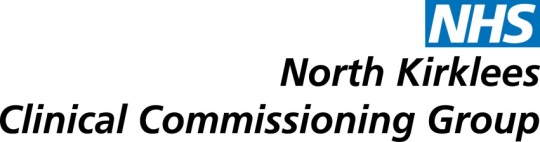 NHS
North Kirklees
Clinical Commissioning Group